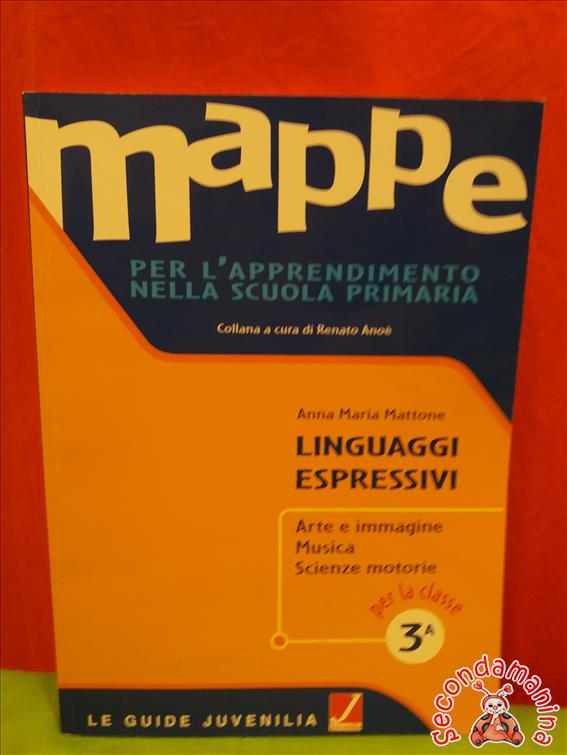 mappe
PER L'APPRENDIMENTO
NELLA SCUOLA PRIMARIA
Collana a cura di Renato Anoè
Anna Maria Mattone
LINGUAGGI
ESPRESSIVI
Arte e immagine
Musica
Scienze motorie
per la classe
3A
LE GUIDE JUVENILIA
Secondamanina